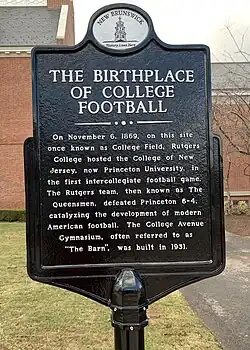 NEW BRUNSWICK
History Lives Here
THE BIRTHPLACE
OF COLLEGE
FOOTBALL
On November 6, 1869, on this site
once known as College Field, Rutgers
College hosted the College of New
Jersey, now Princeton University, in
the first intercollegiate football game.
The Rutgers team, then known as The
Queensmen, defeated Princeton 6-4,
catalyzing the development of modern
American football. The College Avenue
Gymnasium, often referred to as
"The Barn", was built in 1931.